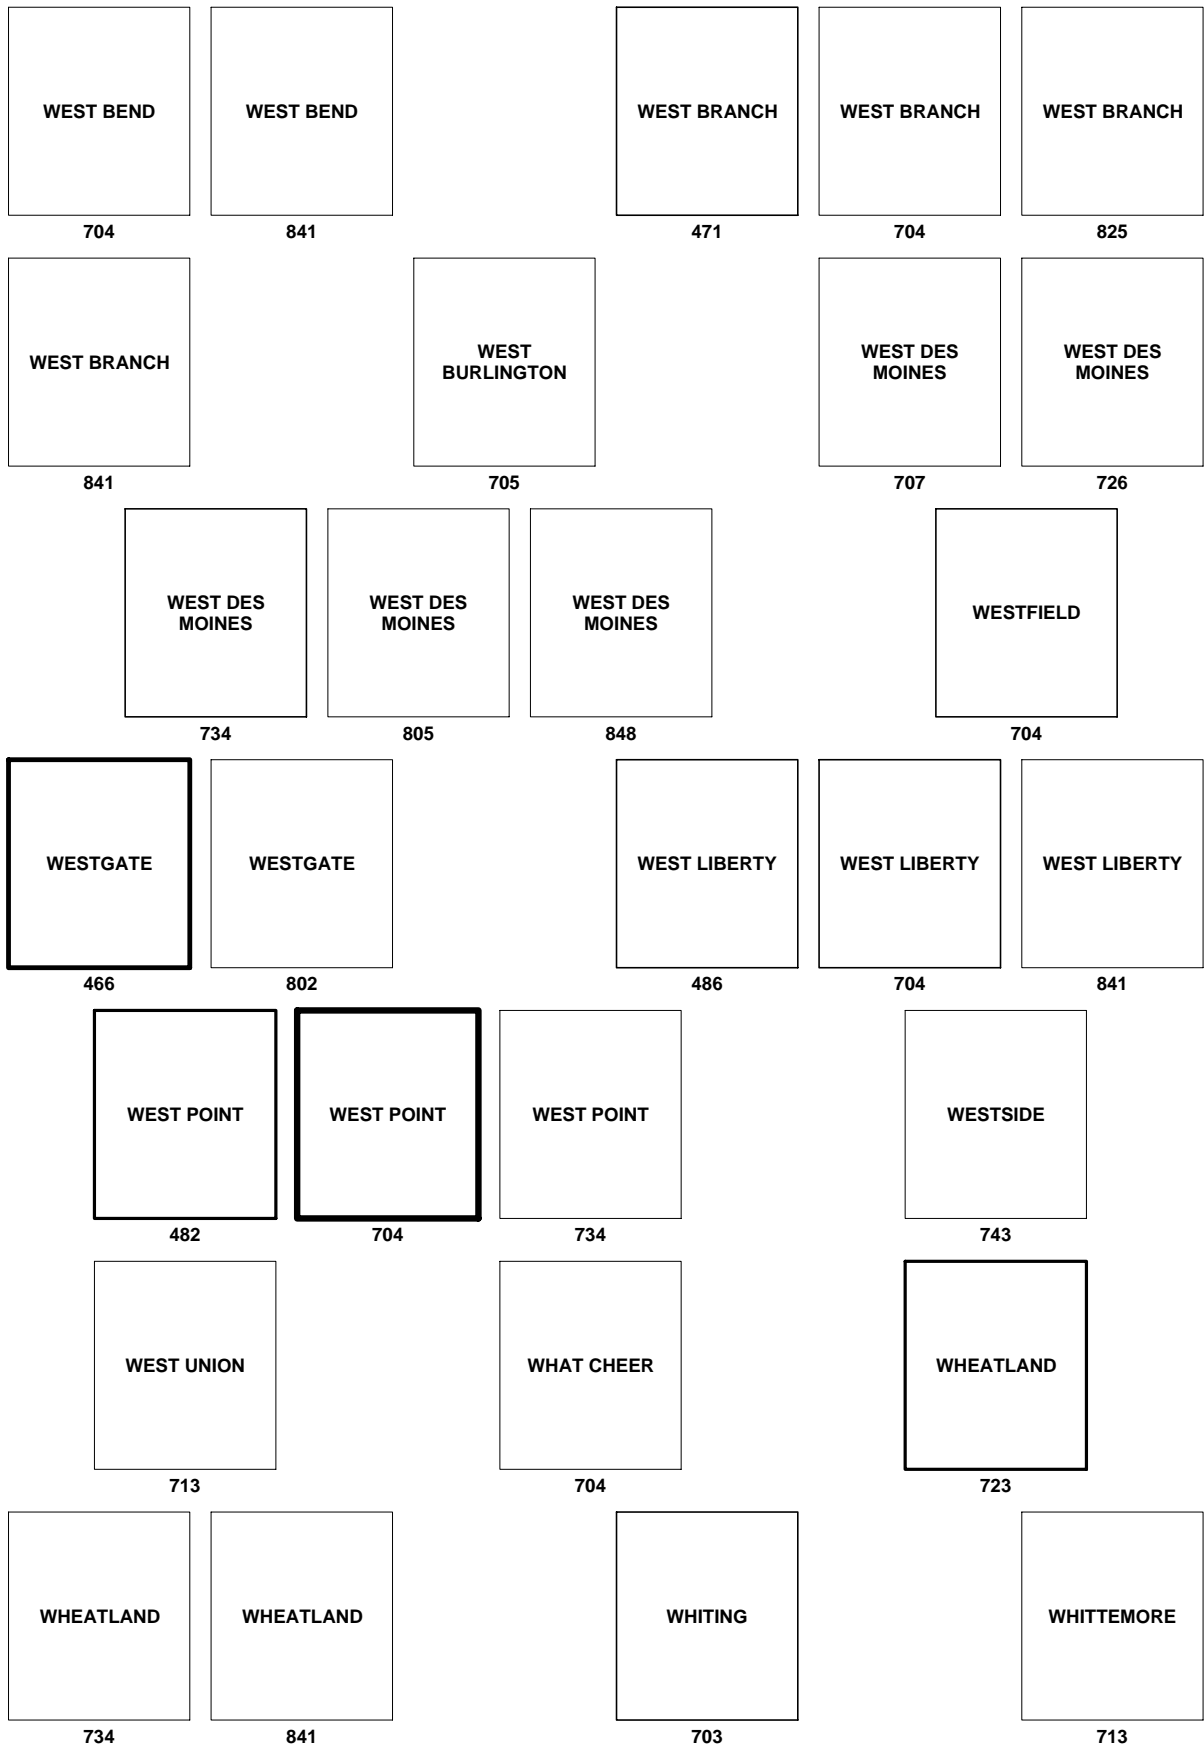 WEST BEND
WEST BEND
WEST BRANCH
WEST BRANCH
WEST BRANCH
704
841
471
704
825
WEST BRANCH
WEST
BURLINGTON
WEST DES
MOINES
WEST DES
MOINES
841
705
707
726
WEST DES
MOINES
WEST DES
MOINES
WEST DES
MOINES
WESTFIELD
734
805
848
704
WESTGATE
WESTGATE
WEST LIBERTY
WEST LIBERTY
WEST LIBERTY
466
802
486
704
841
WEST POINT
WEST POINT
WEST POINT
WESTSIDE
482
704
734
743
WEST UNION
WHAT CHEER
WHEATLAND
713
704
723
WHEATLAND
WHEATLAND
WHITING
WHITTEMORE
734
841
703
713